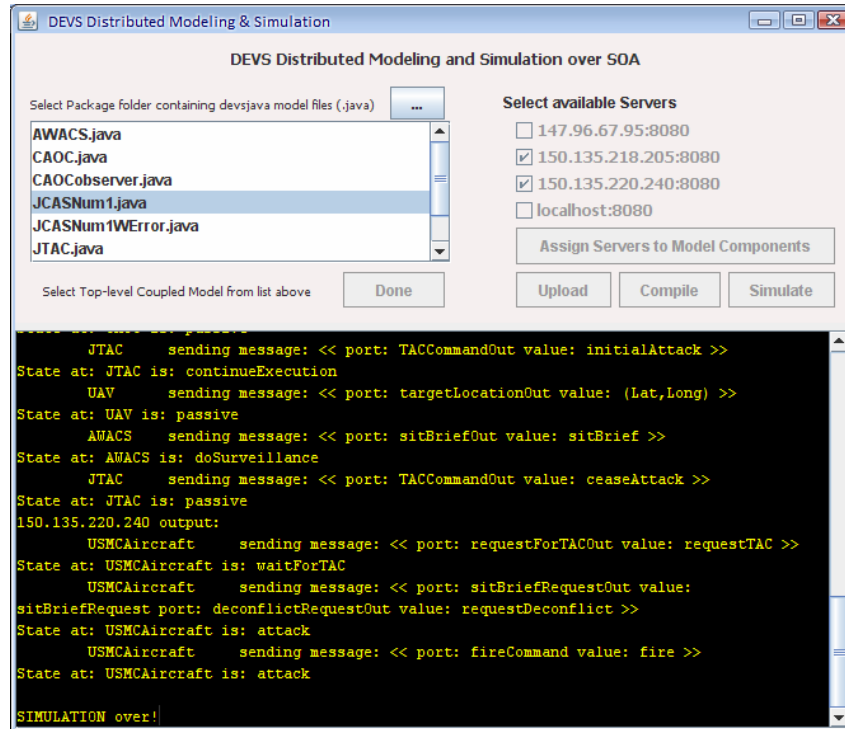 DEVS Distributed Modeling & Simulation
DEVS Distributed Modeling and Simulation over SOA
Select Package folder containing devsjava model files (.java)
...
AWACS.java
CAOC.java
CAOCobserver.java
JCASNum1.java
JCASNum1WError.java
JTAC.java
Select Top-level Coupled Model from list above
Done
Select available Servers
147.96.67.95:8080
150.135.218.205:8080
150.135.220.240:8080
localhost:8080
Assign Servers to Model Components
Upload
Compile
Simulate
JTAC sending message: << port: TACCommandOut value: initialAttack >>
State at: JTAC is: continueExecution
UAV sending message: << port: targetLocationOut value: (Lat,Long) >>
State at: UAV is: passive
AWACS sending message: << port: sitBriefOut value: sitBrief >>
State at: AWACS is: doSurveillance
JTAC sending message: << port: TACCommandOut value: ceaseAttack >>
State at: JTAC is: passive
150.135.220.240 output:
USMCAircraft sending message: << port: requestForTACOut value: requestTAC >>
State at: USMCAircraft is: waitForTAC
USMCAircraft sending message: << port: sitBriefRequestOut value:
sitBriefRequest port: deconflictRequestOut value: requestDeconflict >>
State at: USMCAircraft is: attack
USMCAircraft sending message: << port: fireCommand value: fire >>
State at: USMCAircraft is: attack
SIMULATION over!